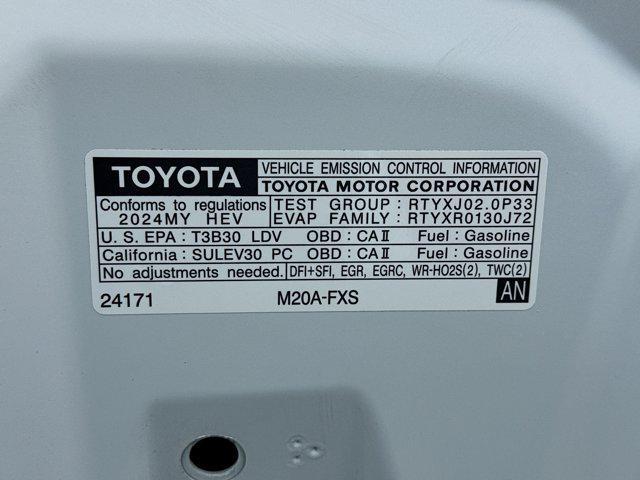 TOYOTA
VEHICLE EMISSION CONTROL INFORMATION
TOYOTA MOTOR CORPORATION
Conforms to regulations
2024MY HEV
TEST GROUP : RTYXJ02.0P33
EVAP FAMILY : RTYXR0130J72
U. S. EPA : T3B30 LDV OBD : CAⅡ Fuel : Gasoline
California : SULEV30 PC OBD : CAⅡ Fuel : Gasoline
No adjustments needed. DFI+SFI, EGR, EGRC, WR-HO2S(2), TWC(2)
24171 M20A-FXS AN